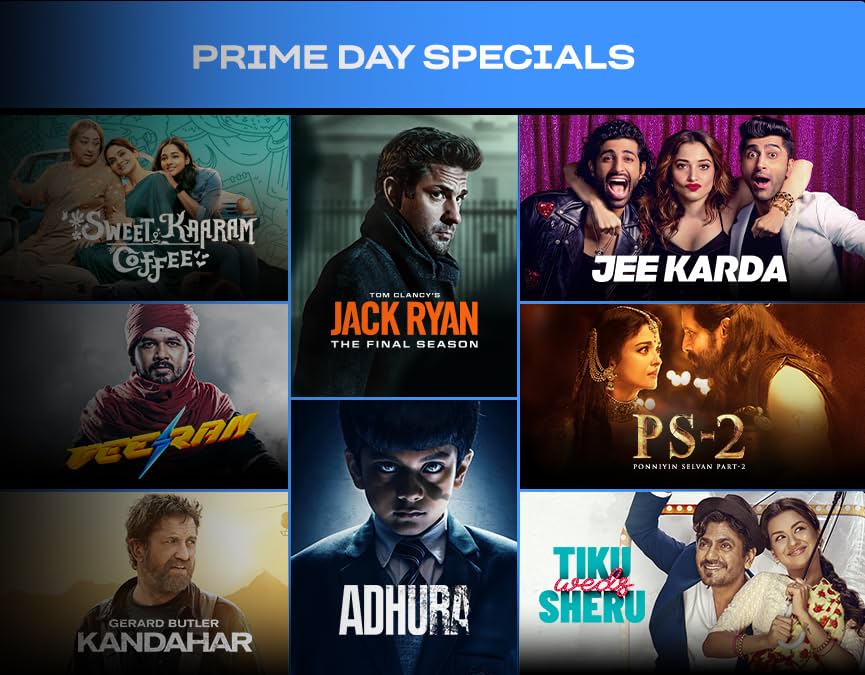 PRIME DAY SPECIALS
SWEET KAARAM
COFFEE
TOM CLANCY'S
JACK RYAN
THE FINAL SEASON
JEE KARDA
VEERAN
PS-2
PONNIYIN SELVAN PART-2
GERARD BUTLER
KANDAHAR
ADHURA
TIKU
weds
SHERU